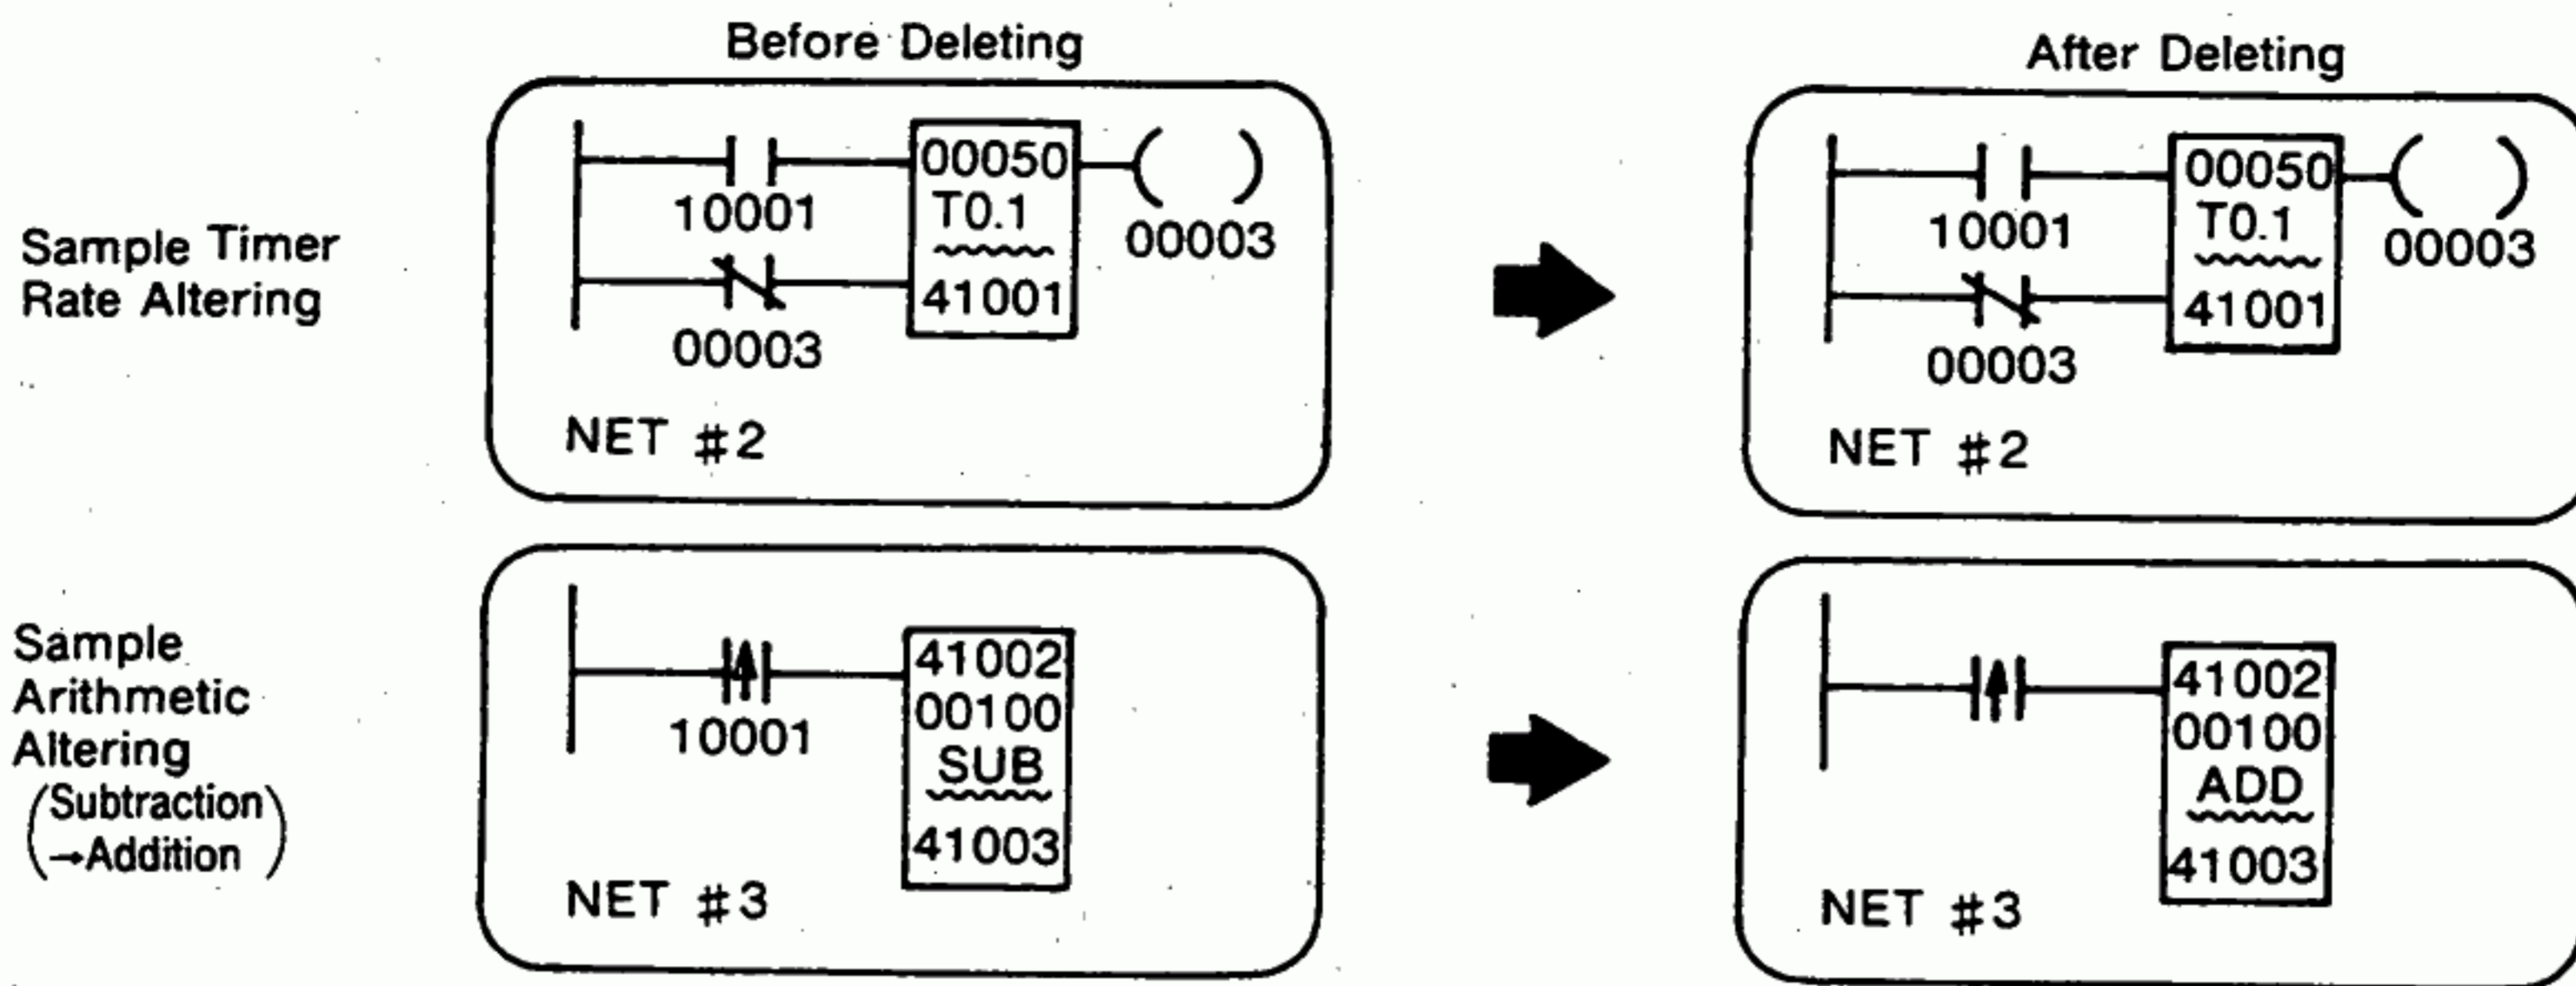 Before Deleting
After Deleting
Sample Timer
Rate Altering
10001
00003
00050
T0.1
41001
00003
NET #2
10001
00003
00050
T0.1
41001
00003
NET #2
Sample
Arithmetic
Altering
(Subtraction
→Addition)
10001
41002
00100
SUB
41003
NET #3
41002
00100
ADD
41003
NET #3